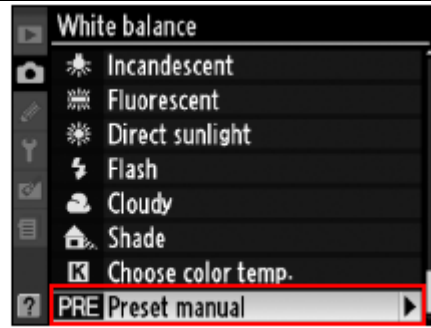 White balance
Incandescent
Fluorescent
Direct sunlight
Flash
Cloudy
Shade
K Choose color temp.
? PRE Preset manual